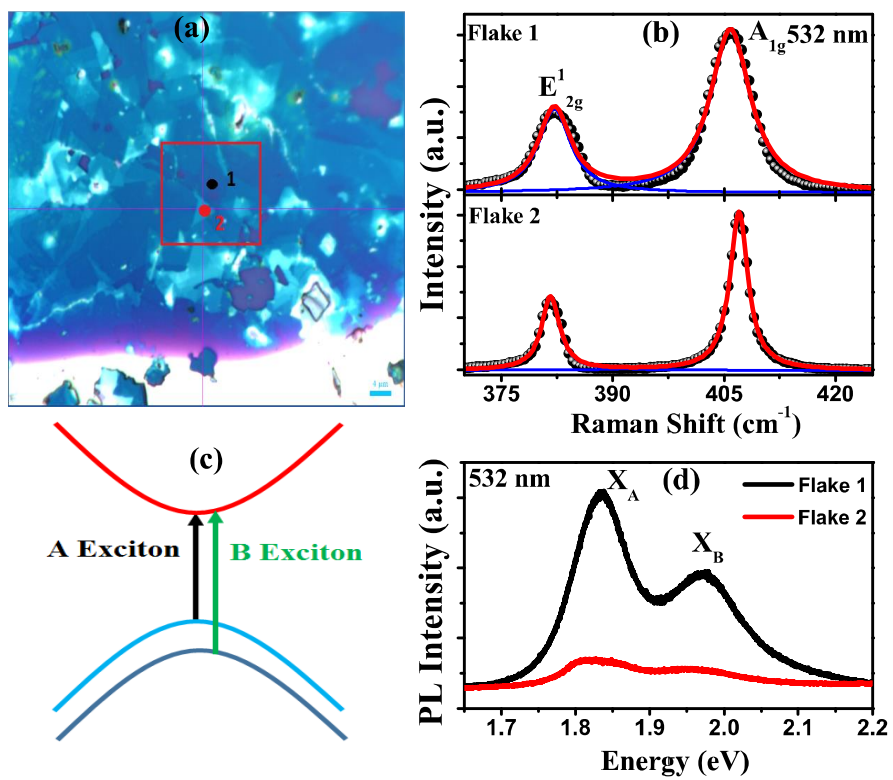 (a)
1
2
4 μm
Flake 1
(b)
A1g 532 nm
E12g
Flake 2
Intensity (a.u.)
375 390 405 420
Raman Shift (cm-1)
(c)
A Exciton
B Exciton
532 nm
XA
(d)
Flake 1
Flake 2
XB
PL Intensity (a.u.)
1.7 1.8 1.9 2.0 2.1 2.2
Energy (eV)